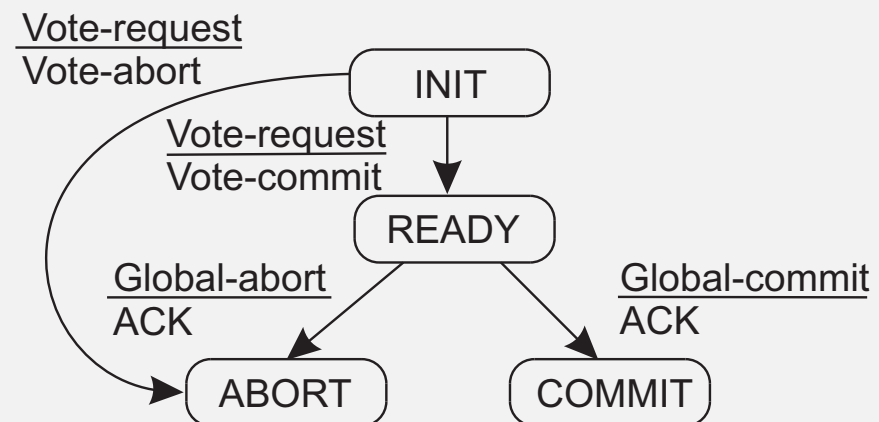 Vote-request
Vote-abort
INIT
Vote-request
Vote-commit
READY
Global-abort
ACK
Global-commit
ACK
ABORT
COMMIT